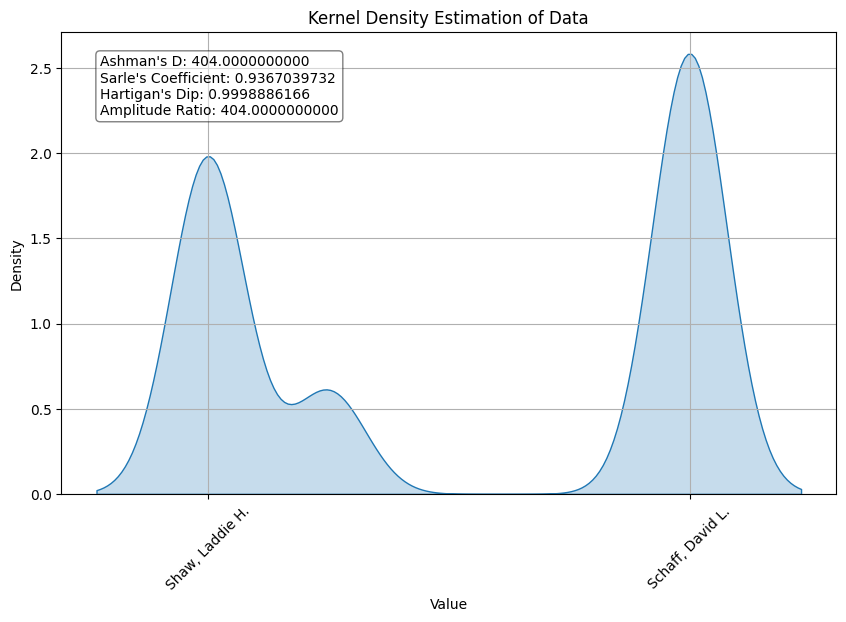 Kernel Density Estimation of Data
Ashman's D: 404.0000000000
Sarle's Coefficient: 0.9367039732
Hartigan's Dip: 0.9998886166
Amplitude Ratio: 404.0000000000
Density
2.5
2.0
1.5
1.0
0.5
0.0
Shaw, Laddie H.
Schaff, David L.
Value